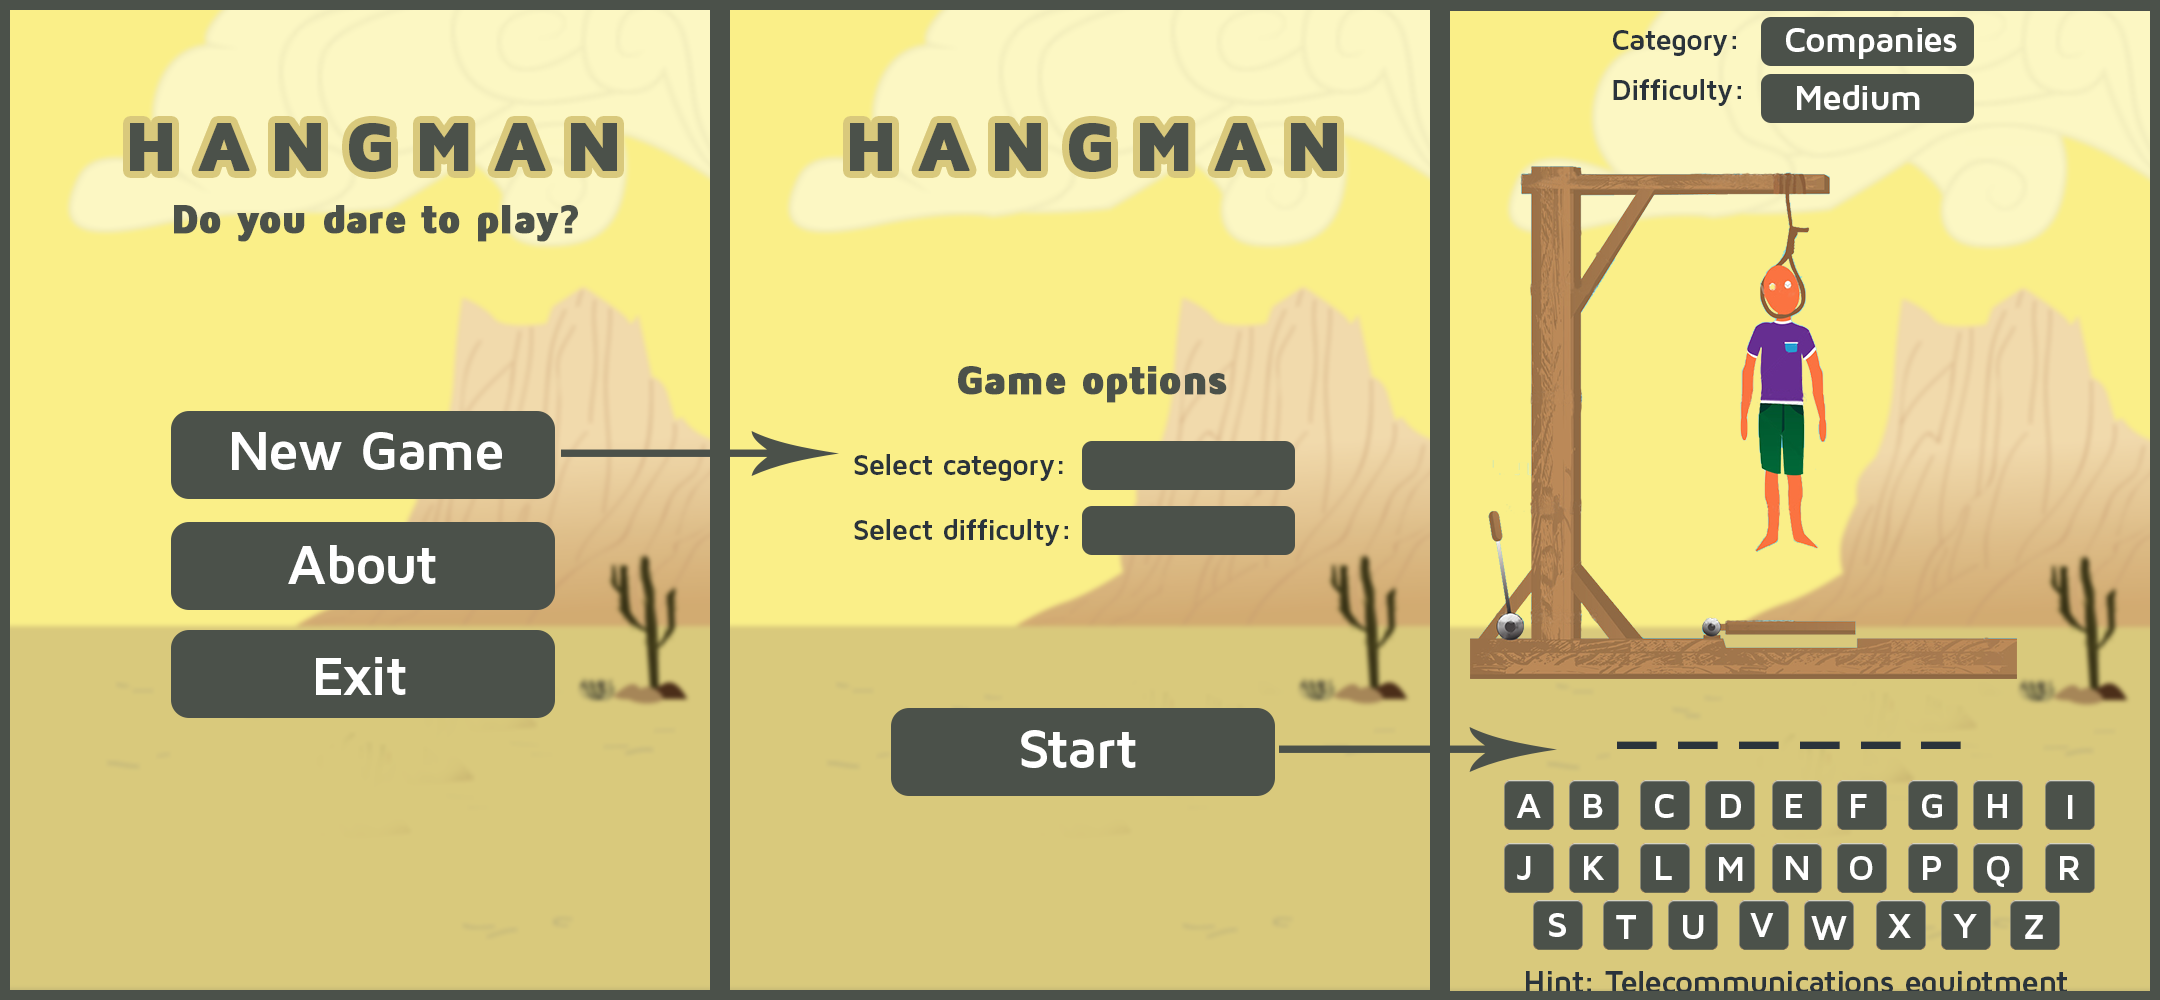 HANGMAN
Do you dare to play?
New Game
About
Exit
HANGMAN
Game options
Select category:
Select difficulty:
Start
Category: Companies
Difficulty: Medium
A B C D E F G H I
J K L M N O P Q R
S T U V W X Y Z
Hint: Telecommunications equiptment